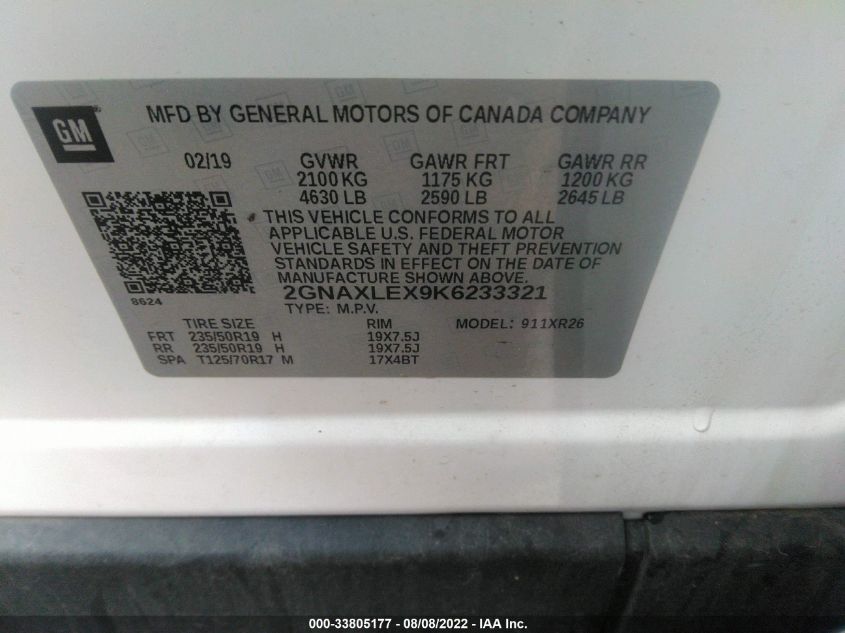 GM
MFD BY GENERAL MOTORS OF CANADA COMPANY
02/19 GVWR GAWR FRT GAWR RR
2100 KG 1175 KG 1200 KG
4630 LB 2590 LB 2645 LB
THIS VEHICLE CONFORMS TO ALL
APPLICABLE U.S. FEDERAL MOTOR
VEHICLE SAFETY AND THEFT PREVENTION
STANDARDS IN EFFECT ON THE DATE OF
MANUFACTURE SHOWN ABOVE.
8624
2GNAXLEX9K6233321
TYPE: M.P.V.
TIRE SIZE RIM MODEL: 911XR26
FRT 235/50R19 H 19X7.5J
RR 235/50R19 H 19X7.5J
SPA T125/70R17 M 17X4BT
000-33805177 - 08/08/2022 - IAA Inc.